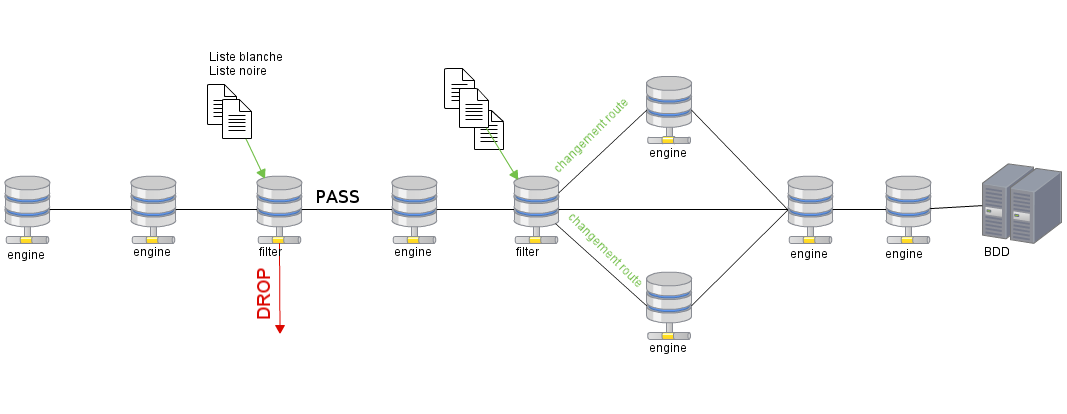 Liste blanche
Liste noire
changement route
engine
PASS
engine
engine
filter
engine
filter
changement route
engine
engine
BDD
DROP
engine